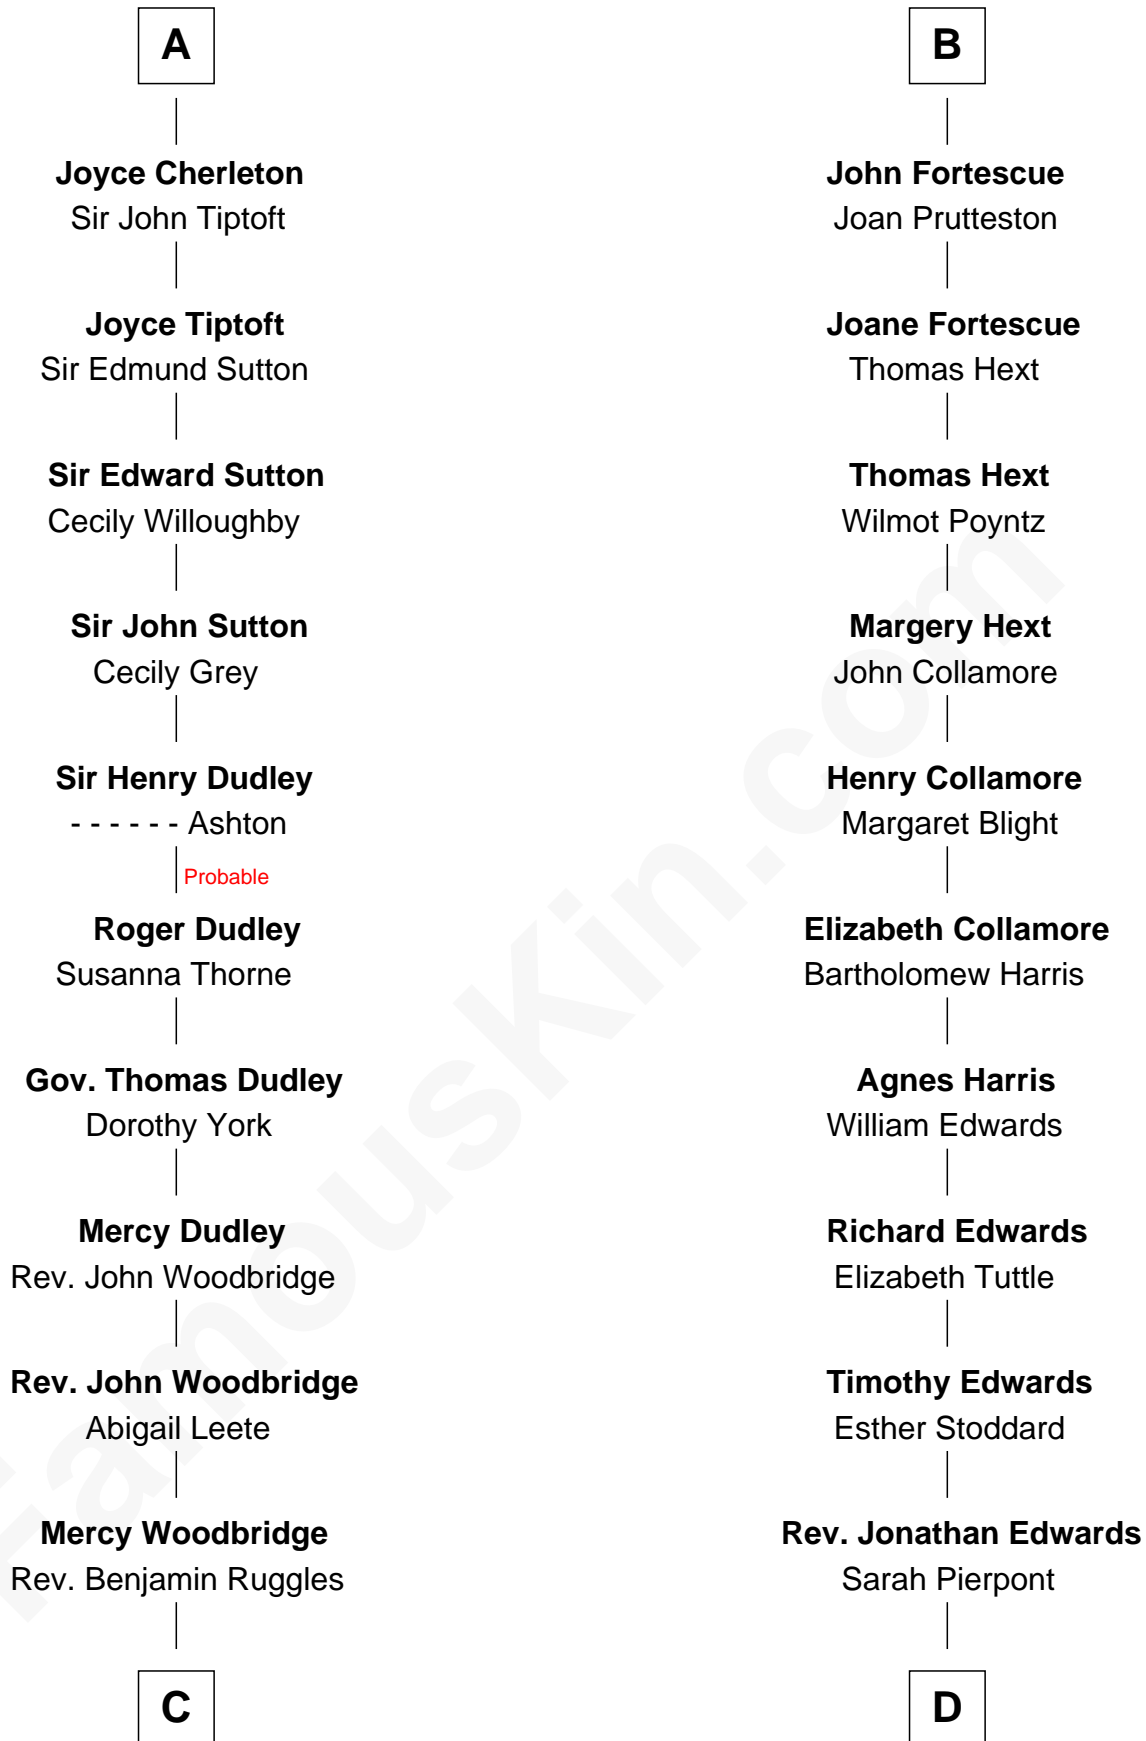 A
Joyce Cherleton
Sir John Tiptoft
Joyce Tiptoft
Sir Edmund Sutton
Sir Edward Sutton
Cecily Willoughby
Sir John Sutton
Cecily Grey
Sir Henry Dudley
- - - - - - Ashton
Probable
Roger Dudley
Susanna Thorne
Gov. Thomas Dudley
Dorothy York
Mercy Dudley
Rev. John Woodbridge
Rev. John Woodbridge
Abigail Leete
Mercy Woodbridge
Rev. Benjamin Ruggles
C
B
John Fortescue
Joan Prutteston
Joane Fortescue
Thomas Hext
Thomas Hext
Wilmot Poyntz
Margery Hext
John Collamore
Henry Collamore
Margaret Blight
Elizabeth Collamore
Bartholomew Harris
Agnes Harris
William Edwards
Richard Edwards
Elizabeth Tuttle
Timothy Edwards
Esther Stoddard
Rev. Jonathan Edwards
Sarah Pierpont
D
FamousKin.com